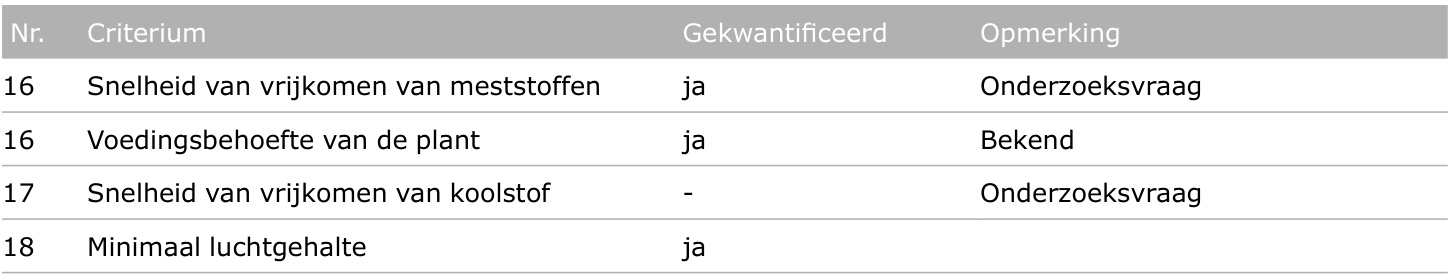 Nr. Criterium Gekwantificeerd Opmerking
16 Snelheid van vrijkomen van meststoffen ja Onderzoeksvraag
16 Voedingsbehoefte van de plant ja Bekend
17 Snelheid van vrijkomen van koolstof - Onderzoeksvraag
18 Minimaal luchtgehalte ja